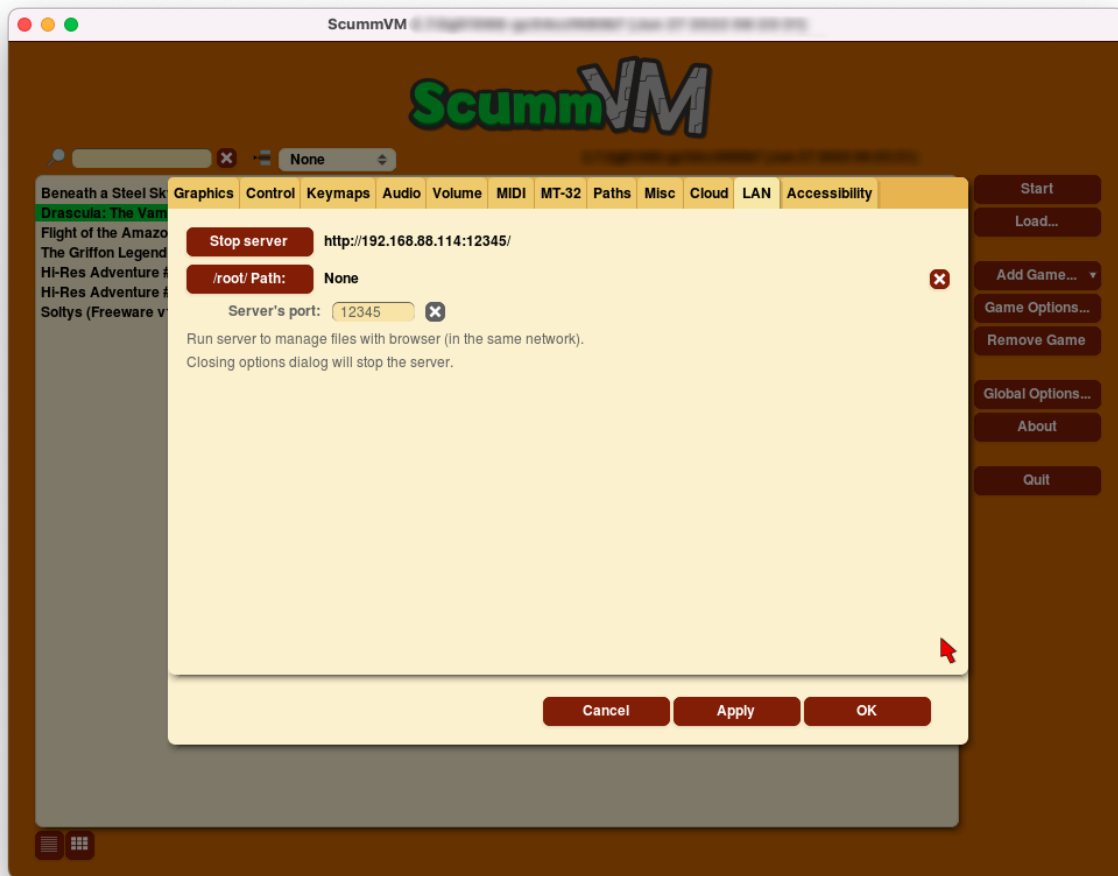 ScummVM
ScummVM
None
Beneath a Steel Sk
Drascula: The Vam
Flight of the Amazo
The Griffon Legend
Hi-Res Adventure #
Hi-Res Adventure #
Soltys (Freeware v
Graphics Control Keymaps Audio Volume MIDI MT-32 Paths Misc Cloud LAN Accessibility
Stop server http://192.168.88.114:12345/
/root/ Path: None
Server's port: 12345
Run server to manage files with browser (in the same network).
Closing options dialog will stop the server.
Cancel Apply OK
Start
Load...
Add Game...
Game Options...
Remove Game
Global Options...
About
Quit